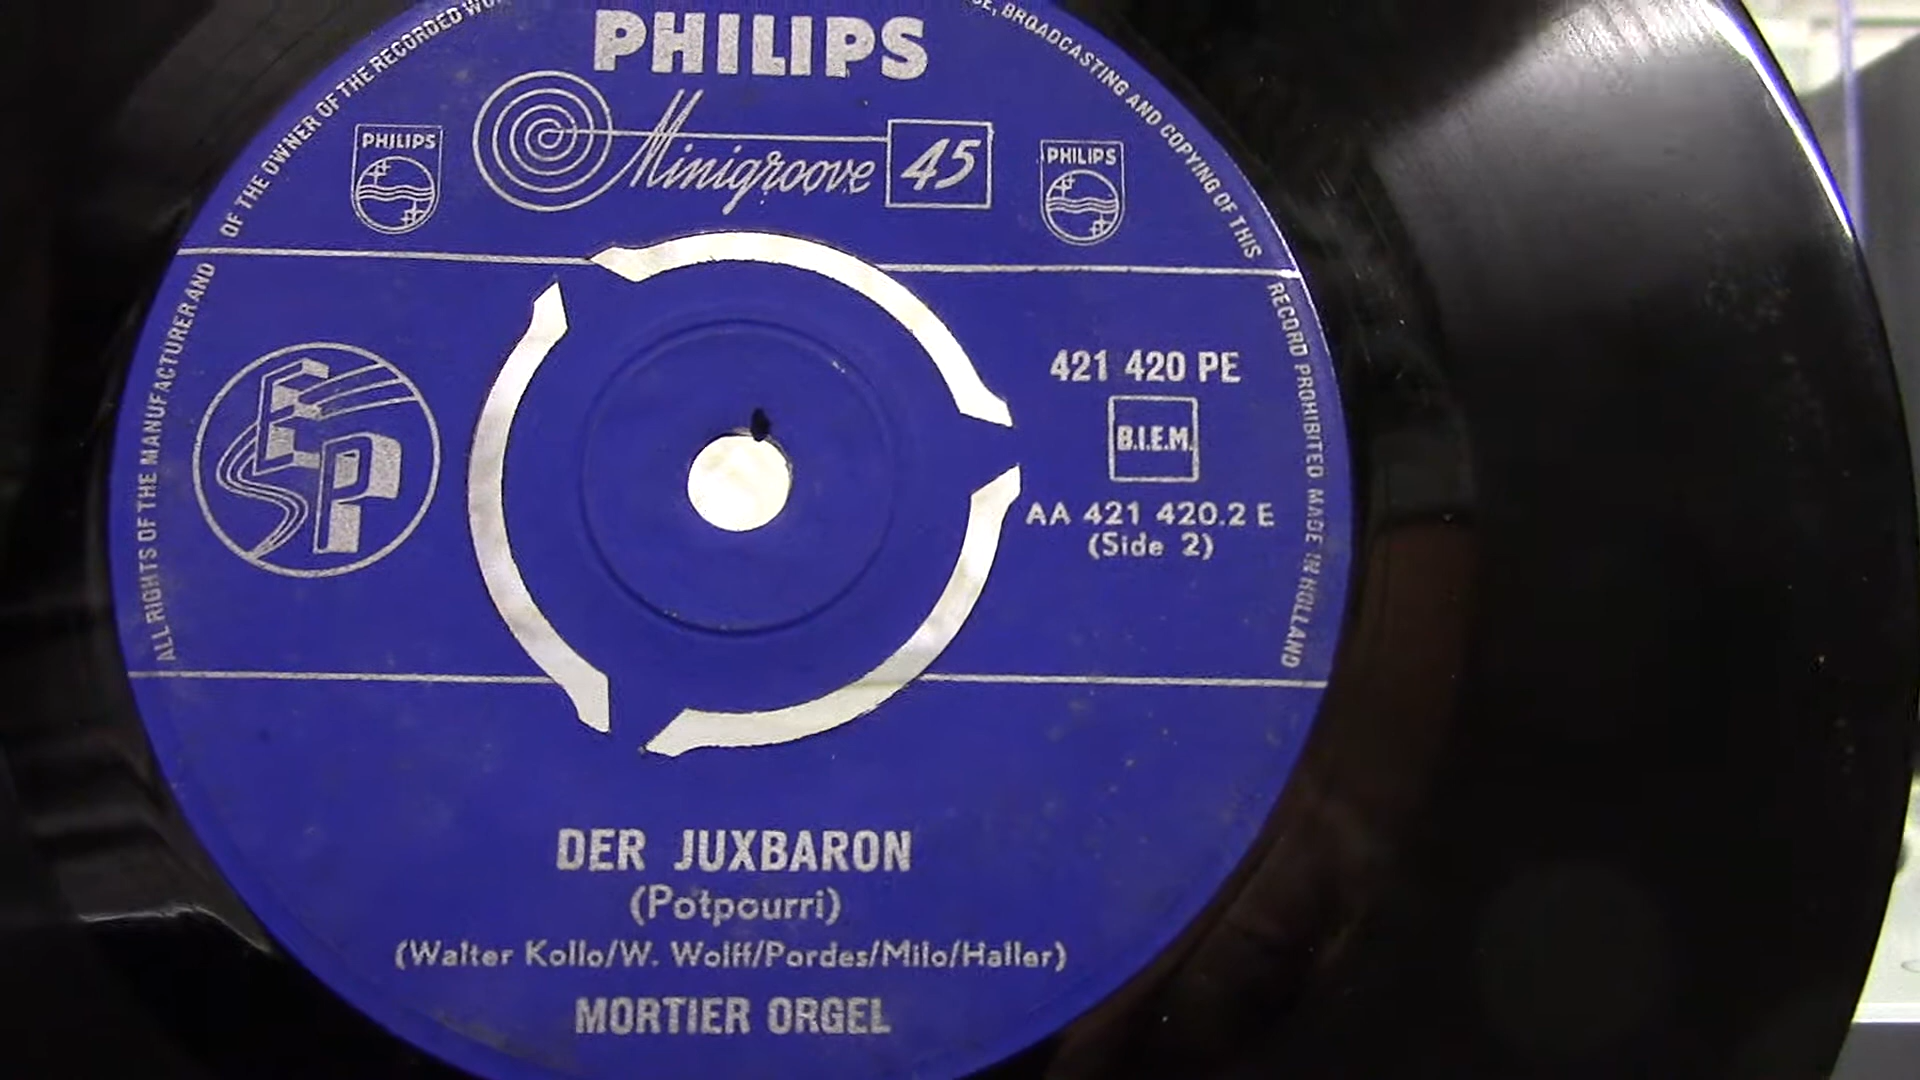 PHILIPS
Minigroove 45
PHILIPS
PHILIPS
ALL RIGHTS OF THE MANUFACTURER AND OF THE OWNER OF THE RECORDED
BROADCASTING AND COPYING OF THIS RECORD PROHIBITED MADE IN HOLLAND
EP
421 420 PE
B.I.E.M.
AA 421 420.2 E
(Side 2)
DER JUXBARON
(Potpourri)
(Walter Kollo/W. Wolff/Pordes/Milo/Haller)
MORTIER ORGEL